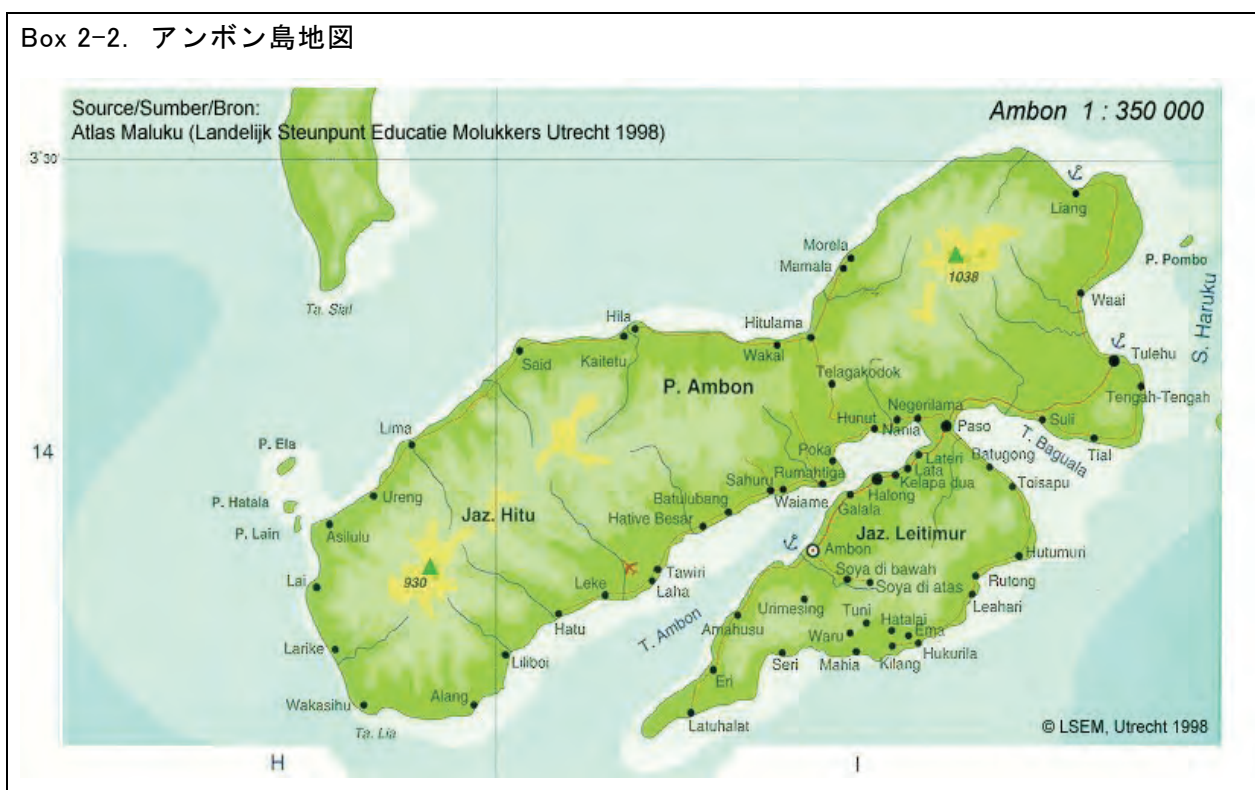 Box 2-2. アンボン島地図
Source/Sumber/Bron:
Atlas Maluku (Landelijk Steunpunt Educatie Molukkers Utrecht 1998)
Ambon 1 : 350 000
3°30'
Liang
Morela
Mamala
P. Pombo
1038
Waai
Ta. Sial
S. Haruku
Hila
Hitulama
Tulehu
Kaitetu
Wakal
Said
P. Ambon
Telagakodok
Tengah-Tengah
Negerilama
Hunut
Nania
Paso
Suli
T. Baguala
Lima
14
P. Ela
Poka
Lateri
Batugong
Tial
Rumahtiga
Lata
Sahuru
Kelapa dua
Toisapu
Ureng
Batulubang
Waiame
Halong
P. Hatala
Jaz. Hitu
Galala
Hative Besar
P. Lain
Asilulu
Jaz. Leitimur
Ambon
Hutumuri
930
Tawiri
Soya di bawah
Lai
Leke
Laha
Soya di atas
Rutong
Urimesing
Leahari
Hatu
T. Ambon
Amahusu
Tuni
Hatalai
Waru
Ema
Larike
Liliboi
Seri
Mahia
Kilang
Hukurila
Eri
Wakasihu
Alang
Latuhalat
Ta. Lia
© LSEM, Utrecht 1998
H
I